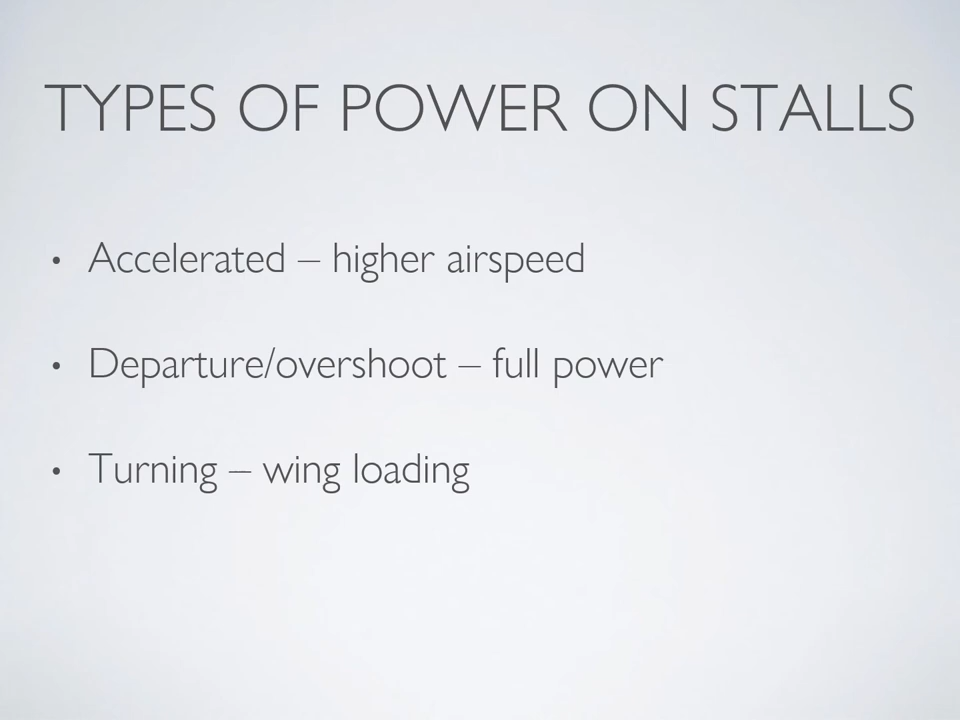 TYPES OF POWER ON STALLS
• Accelerated – higher airspeed
• Departure/overshoot – full power
• Turning – wing loading